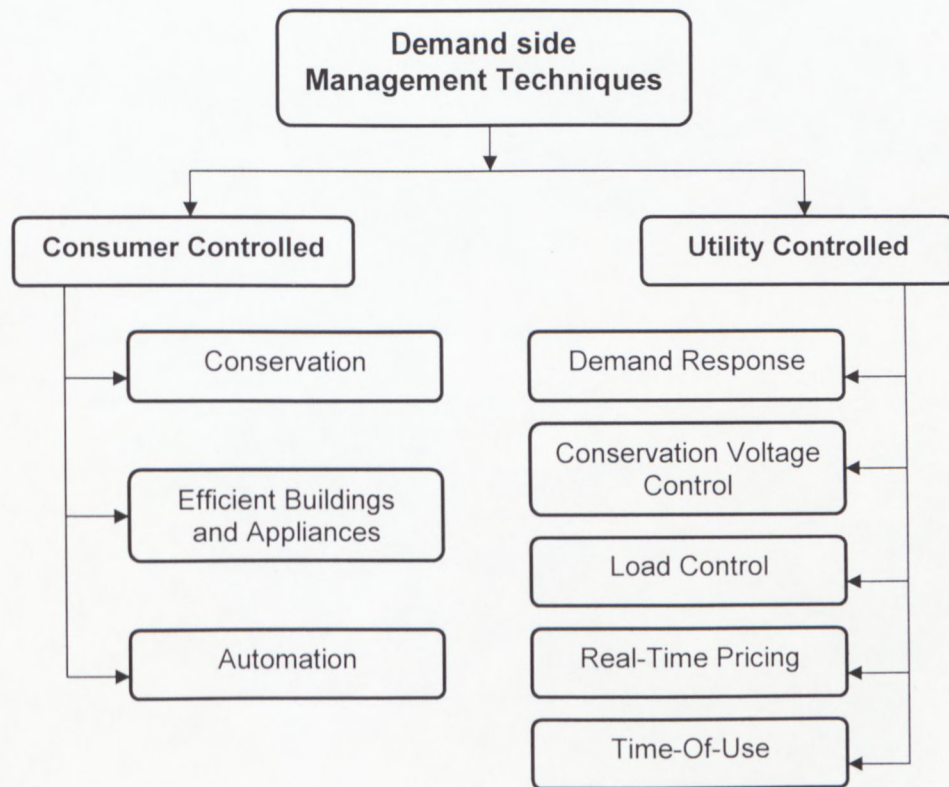 Demand side
Management Techniques
Consumer Controlled
Utility Controlled
Conservation
Efficient Buildings
and Appliances
Automation
Demand Response
Conservation Voltage
Control
Load Control
Real-Time Pricing
Time-Of-Use